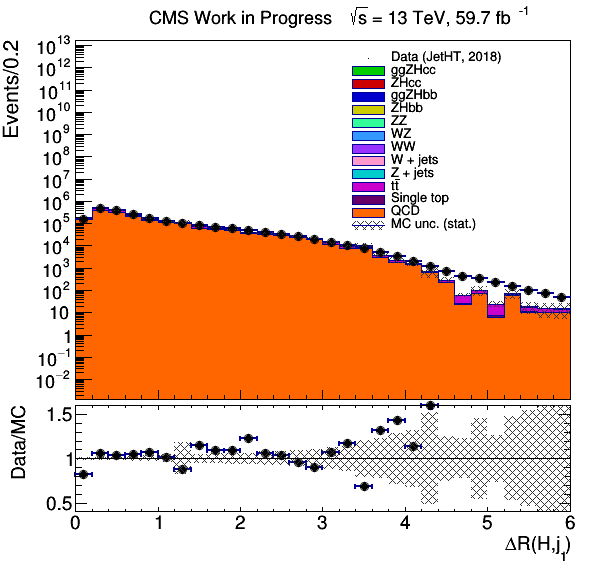 CMS Work in Progress √s = 13 TeV, 59.7 fb⁻¹
Events/0.2
10¹³
10¹²
10¹¹
10¹⁰
10⁹
10⁸
10⁷
10⁶
10⁵
10⁴
10³
10²
10
1
10⁻¹
10⁻²
Data (JetHT, 2018)
ggZHcc
ZHcc
ggZHbb
ZHbb
ZZ
WZ
WW
W + jets
Z + jets
tt̄
Single top
QCD
MC unc. (stat.)
Data/MC
1.5
1
0.5
0 1 2 3 4 5 6
ΔR(H,j₁)